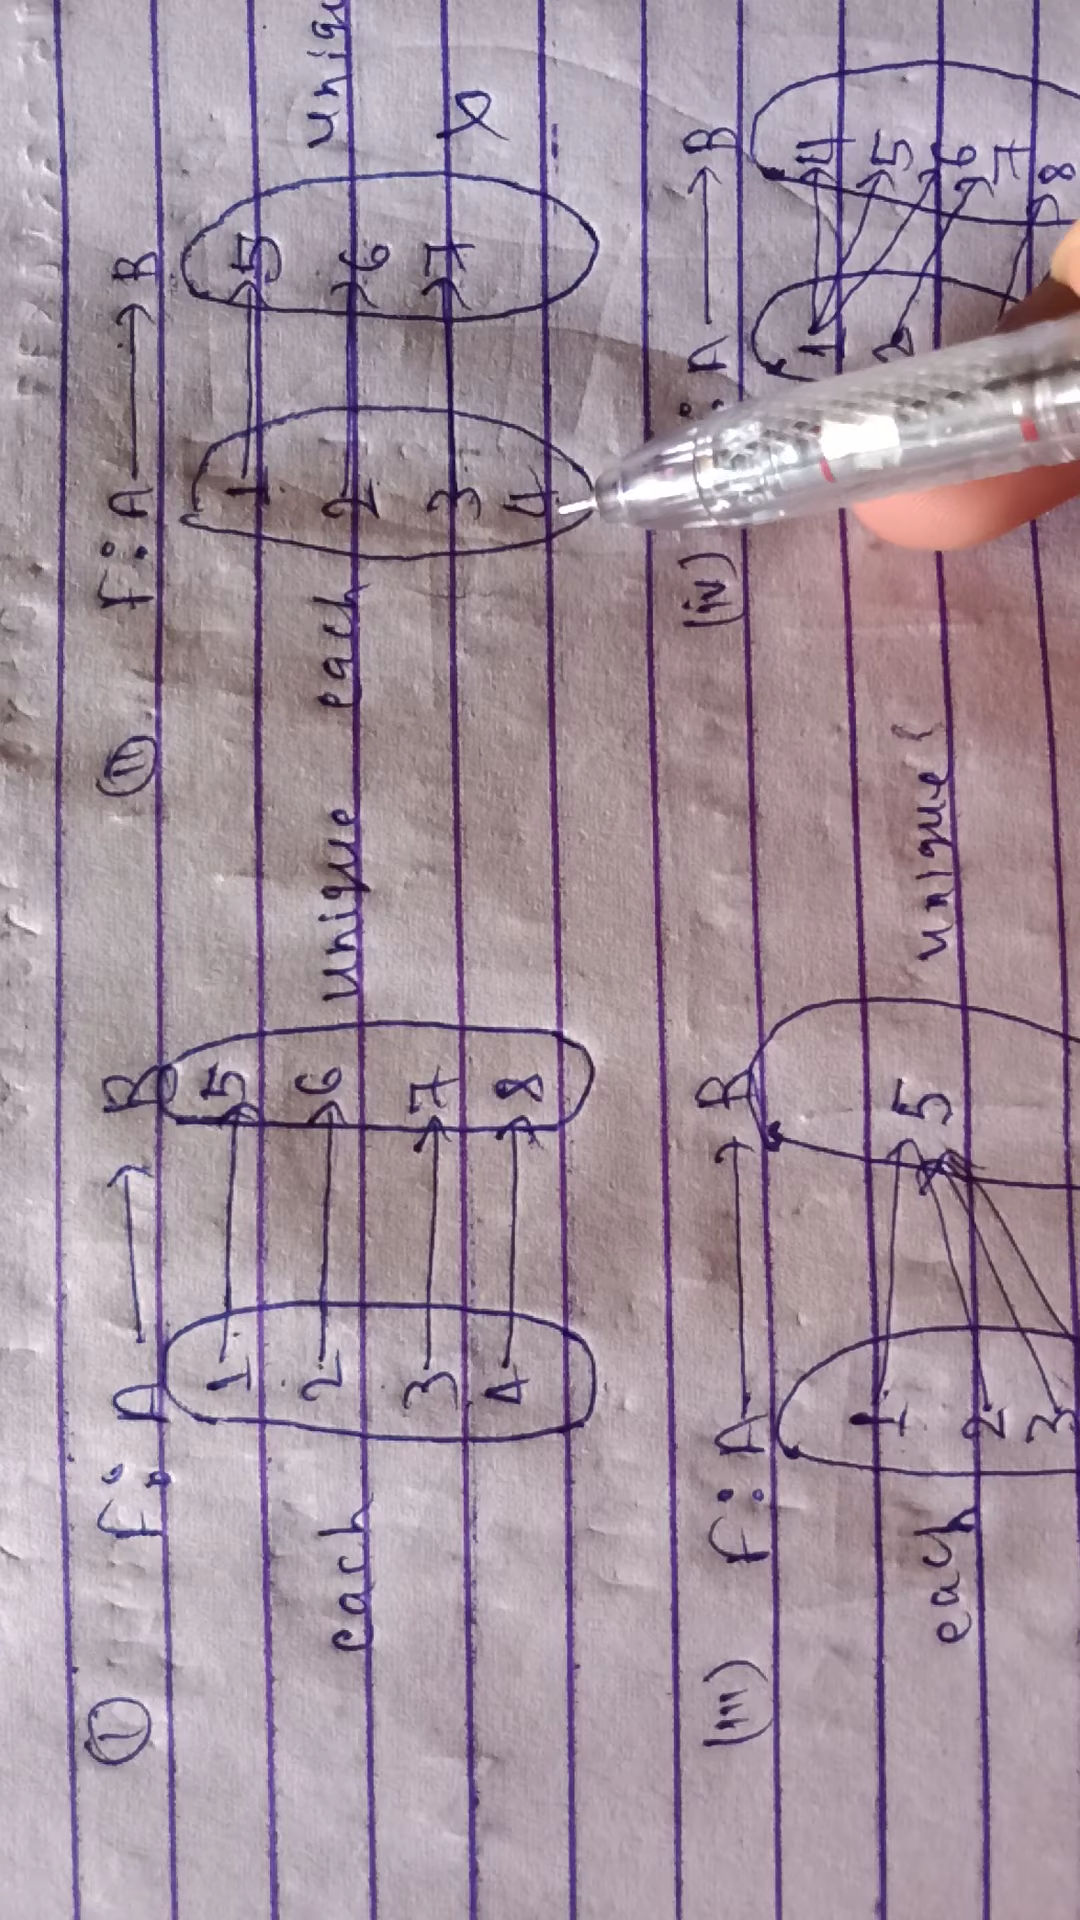 (i) f: A → B
1 → 5
each 2 → 6 unique
3 → 7
4 → 8
(ii) f: A → B
1 → 5
each 2 → 6 uniqu
3 → 7
4
(iii) f: A → B
1 5
each 2 unique
3
(iv) : A → B
1 4
2 5
6
7
8